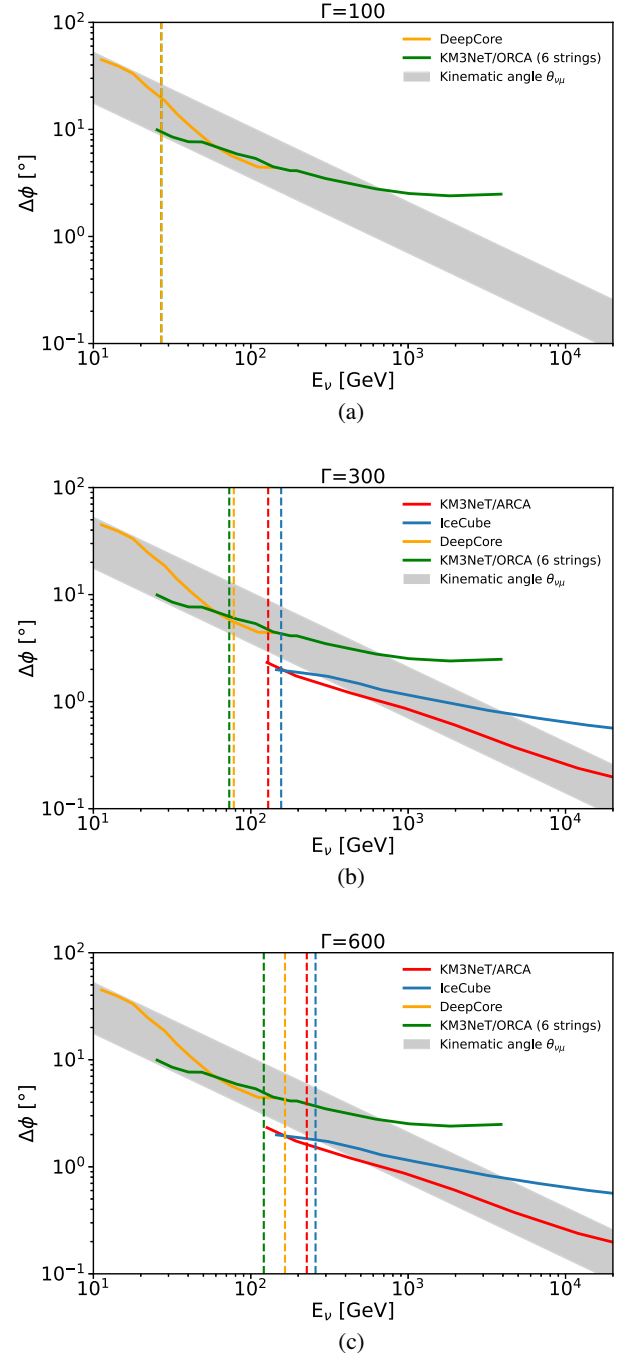 Γ=100
10²
10¹
10⁰
10⁻¹
Δϕ [°]
DeepCore
KM3NeT/ORCA (6 strings)
Kinematic angle θνμ
10¹ 10² 10³ 10⁴
Eν [GeV]
(a)
Γ=300
10²
10¹
10⁰
10⁻¹
Δϕ [°]
KM3NeT/ARCA
IceCube
DeepCore
KM3NeT/ORCA (6 strings)
Kinematic angle θνμ
10¹ 10² 10³ 10⁴
Eν [GeV]
(b)
Γ=600
10²
10¹
10⁰
10⁻¹
Δϕ [°]
KM3NeT/ARCA
IceCube
DeepCore
KM3NeT/ORCA (6 strings)
Kinematic angle θνμ
10¹ 10² 10³ 10⁴
Eν [GeV]
(c)